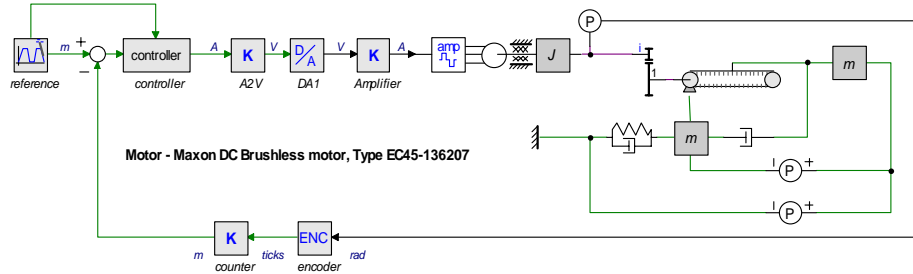 P
m + A V V A amp i
controller K D/A K J 1 m
−
reference controller A2V DA1 Amplifier
Motor - Maxon DC Brushless motor, Type EC45-136207
m
− P +
− P +
K ENC
m ticks rad
counter encoder